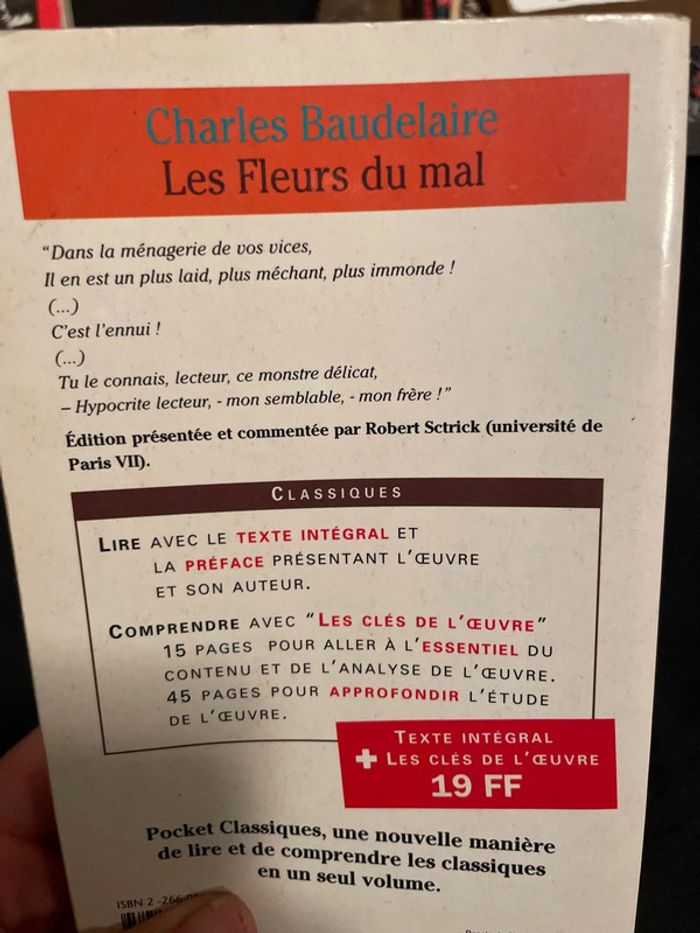 Charles Baudelaire
Les Fleurs du mal
“Dans la ménagerie de vos vices,
Il en est un plus laid, plus méchant, plus immonde !
(...)
C’est l’ennui !
(...)
Tu le connais, lecteur, ce monstre délicat,
– Hypocrite lecteur, - mon semblable, - mon frère !”
Édition présentée et commentée par Robert Sctrick (université de
Paris VII).
CLASSIQUES
LIRE AVEC LE TEXTE INTÉGRAL ET
LA PRÉFACE PRÉSENTANT L’ŒUVRE
ET SON AUTEUR.
COMPRENDRE AVEC “LES CLÉS DE L’ŒUVRE”
15 PAGES POUR ALLER À L’ESSENTIEL DU
CONTENU ET DE L’ANALYSE DE L’ŒUVRE.
45 PAGES POUR APPROFONDIR L’ÉTUDE
DE L’ŒUVRE.
TEXTE INTÉGRAL
+ LES CLÉS DE L’ŒUVRE
19 FF
Pocket Classiques, une nouvelle manière
de lire et de comprendre les classiques
en un seul volume.
ISBN 2 -266-